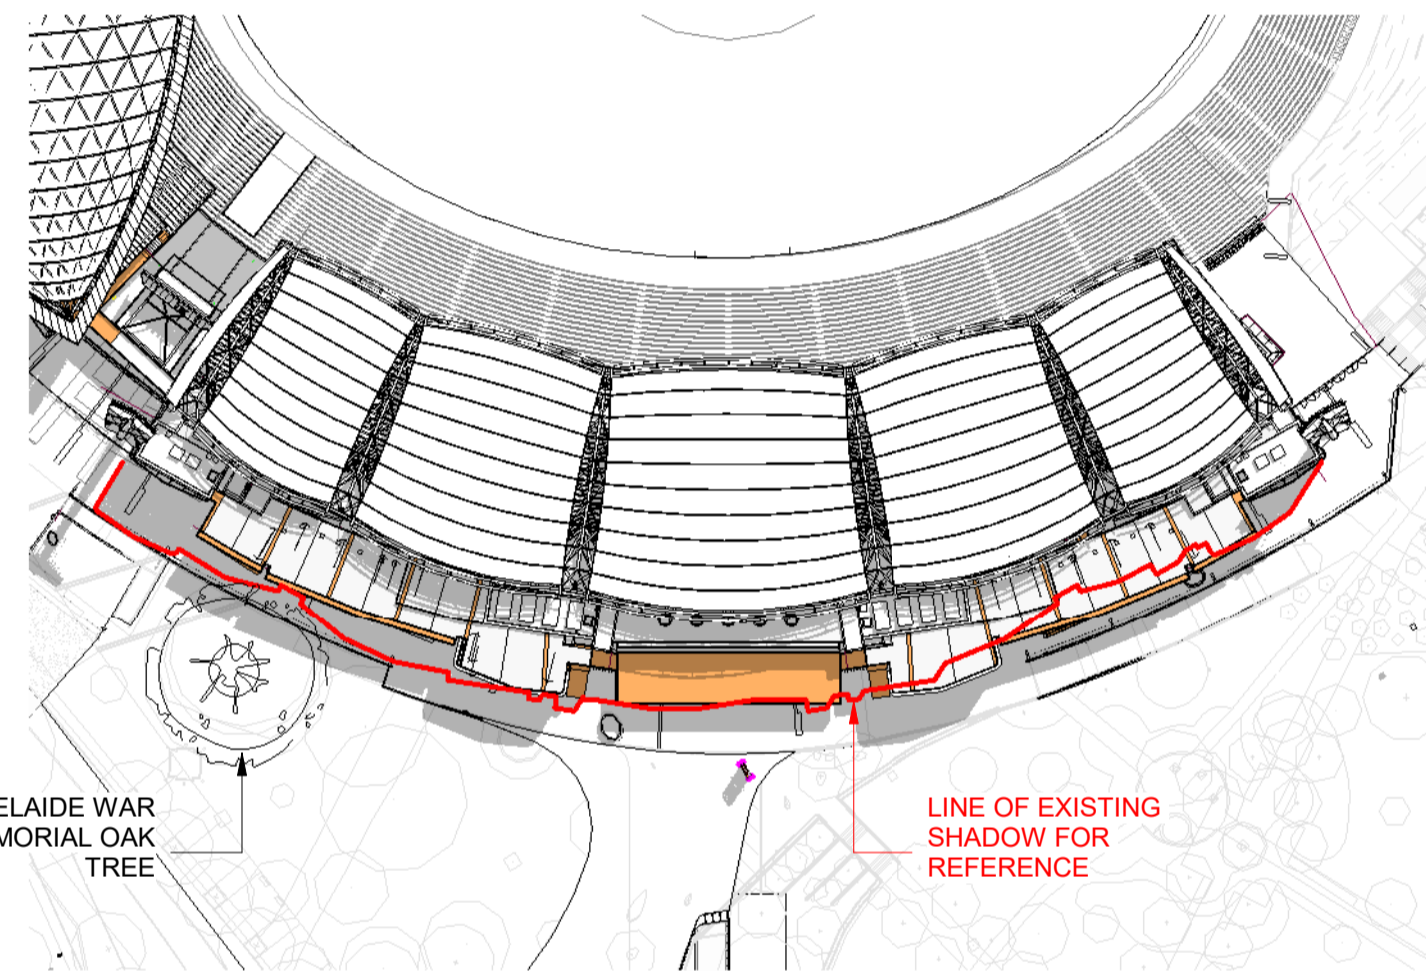 ELAIDE WAR
MORIAL OAK
TREE
LINE OF EXISTING
SHADOW FOR
REFERENCE